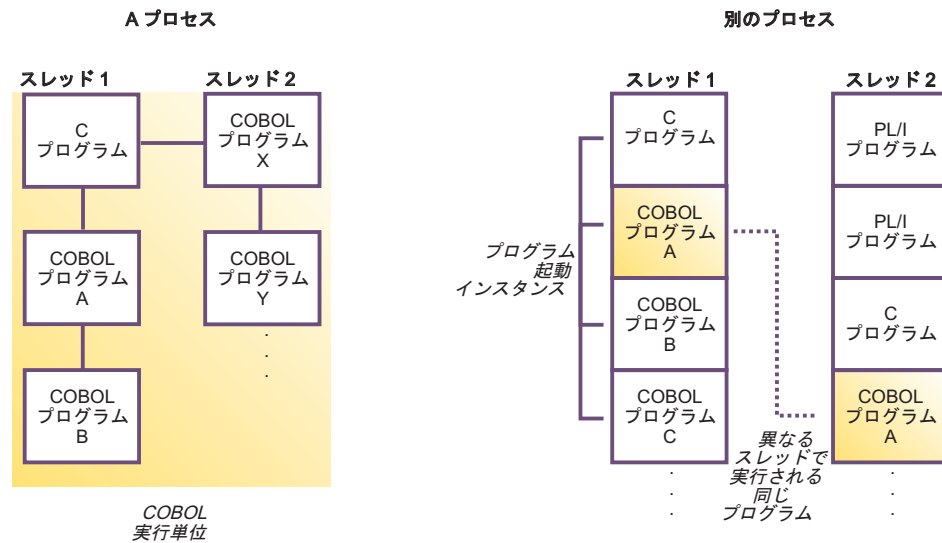 A プロセス
スレッド 1
スレッド 2
C
プログラム
COBOL
プログラム
X
COBOL
プログラム
A
COBOL
プログラム
Y
.
.
.
COBOL
プログラム
B
COBOL
実行単位
別のプロセス
スレッド 1
スレッド 2
プログラム
起動
インスタンス
C
プログラム
COBOL
プログラム
A
COBOL
プログラム
B
COBOL
プログラム
C
.
.
.
異なる
スレッドで
実行される
同じ
プログラム
PL/I
プログラム
PL/I
プログラム
C
プログラム
COBOL
プログラム
A
.
.
.